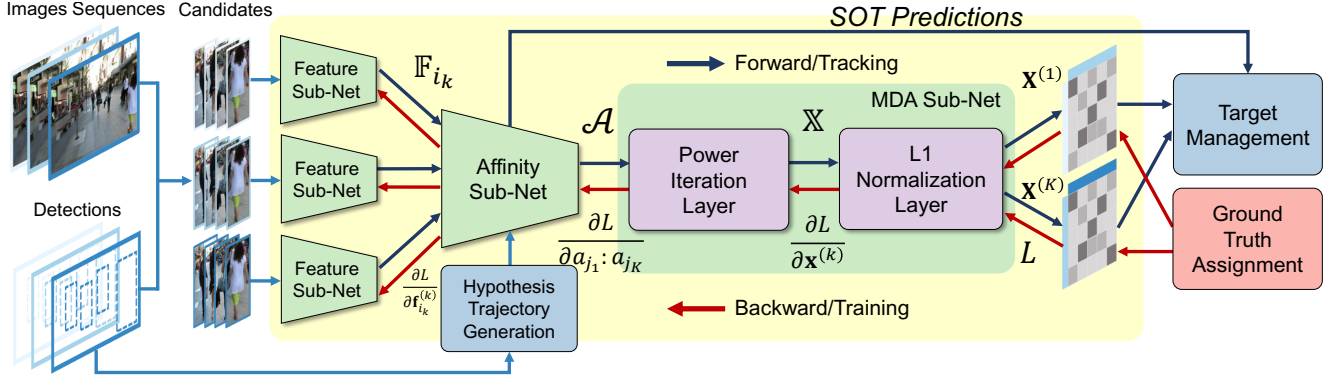 Images Sequences
Candidates
SOT Predictions
Feature
Sub-Net
𝔽_{i_k}
Forward/Tracking
𝐗^{(1)}
MDA Sub-Net
Target
Management
𝒜
𝕏
Affinity
Sub-Net
Feature
Sub-Net
Power
Iteration
Layer
L1
Normalization
Layer
𝐗^{(K)}
Detections
Ground
Truth
Assignment
Feature
Sub-Net
∂L
∂𝐟_{i_k}^{(k)}
∂L
∂a_{j_1}:a_{j_K}
∂L
∂𝐱^{(k)}
L
Hypothesis
Trajectory
Generation
Backward/Training